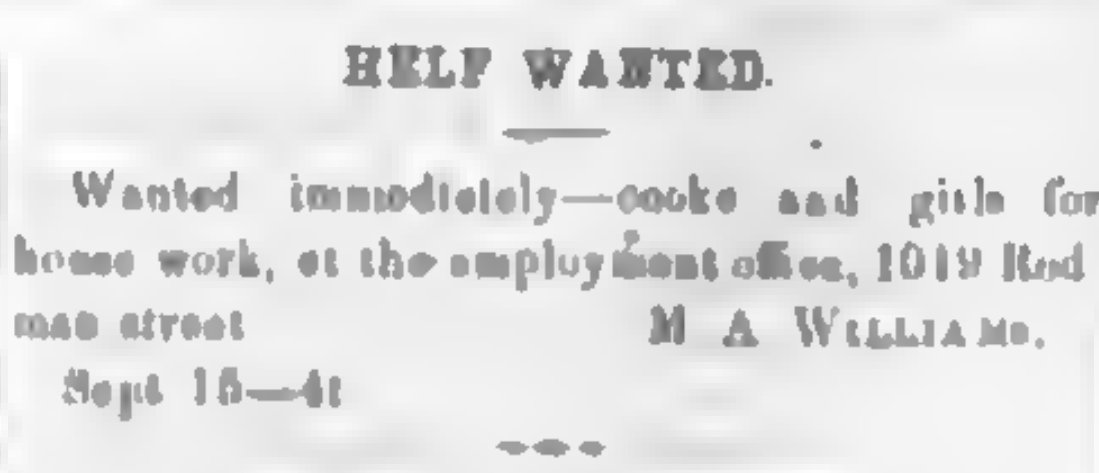 HELP WANTED.
Wanted immediately—cooks and girls for
house work, at the employment office, 1019 Rod
man street M A WILLIAMS.
Sept 15—4t